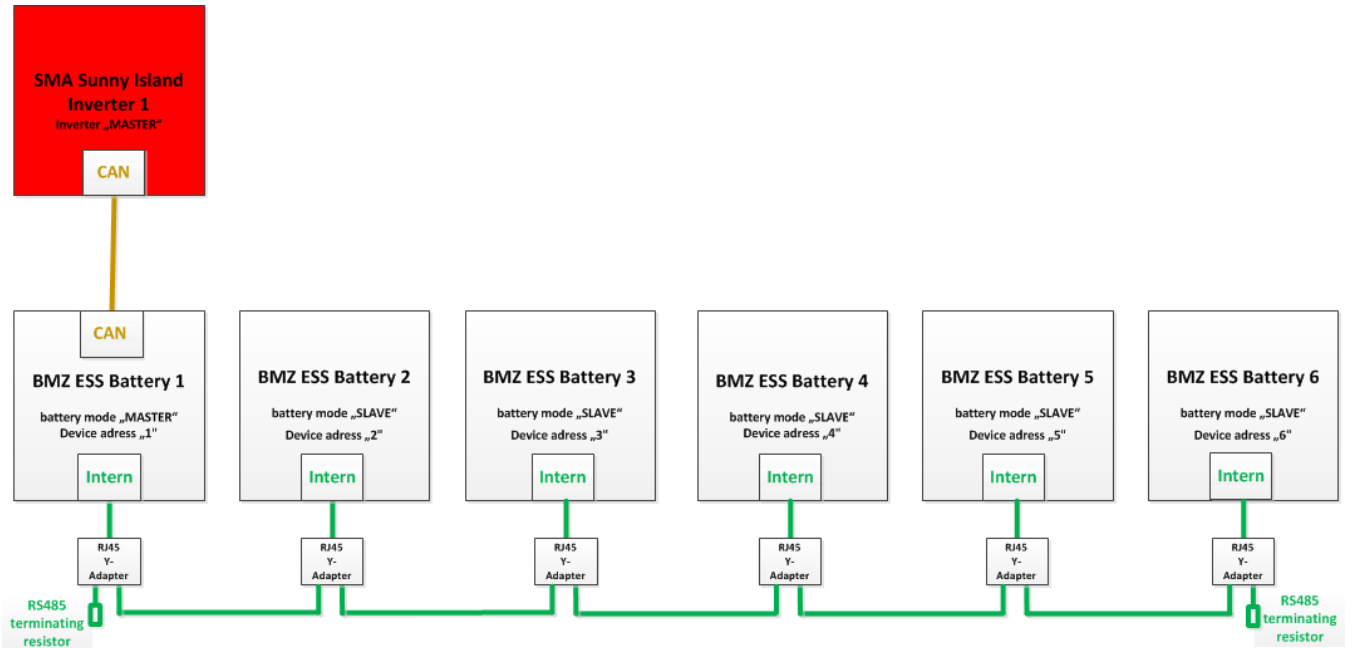 SMA Sunny Island
Inverter 1
Inverter „MASTER“
CAN
CAN
BMZ ESS Battery 1
battery mode „MASTER“
Device adress „1"
Intern
BMZ ESS Battery 2
battery mode „SLAVE“
Device adress „2"
Intern
BMZ ESS Battery 3
battery mode „SLAVE“
Device adress „3"
Intern
BMZ ESS Battery 4
battery mode „SLAVE“
Device adress „4"
Intern
BMZ ESS Battery 5
battery mode „SLAVE“
Device adress „5"
Intern
BMZ ESS Battery 6
battery mode „SLAVE“
Device adress „6"
Intern
RJ45
Y-
Adapter
RJ45
Y-
Adapter
RJ45
Y-
Adapter
RJ45
Y-
Adapter
RJ45
Y-
Adapter
RJ45
Y-
Adapter
RS485
terminating
resistor
RS485
terminating
resistor